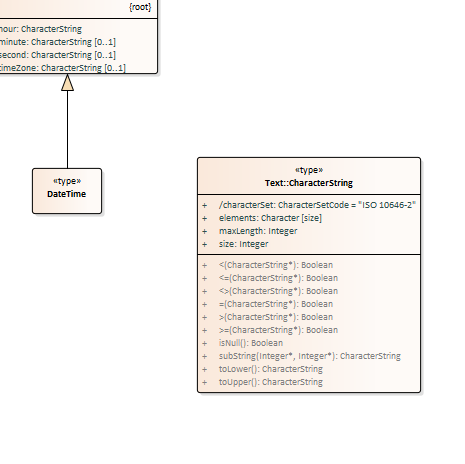 {root}
hour: CharacterString
minute: CharacterString [0..1]
second: CharacterString [0..1]
timeZone: CharacterString [0..1]
«type»
DateTime
«type»
Text::CharacterString
+ /characterSet: CharacterSetCode = "ISO 10646-2"
+ elements: Character [size]
+ maxLength: Integer
+ size: Integer
+ <(CharacterString*): Boolean
+ <=(CharacterString*): Boolean
+ <>(CharacterString*): Boolean
+ =(CharacterString*): Boolean
+ >(CharacterString*): Boolean
+ >=(CharacterString*): Boolean
+ isNull(): Boolean
+ subString(Integer*, Integer*): CharacterString
+ toLower(): CharacterString
+ toUpper(): CharacterString